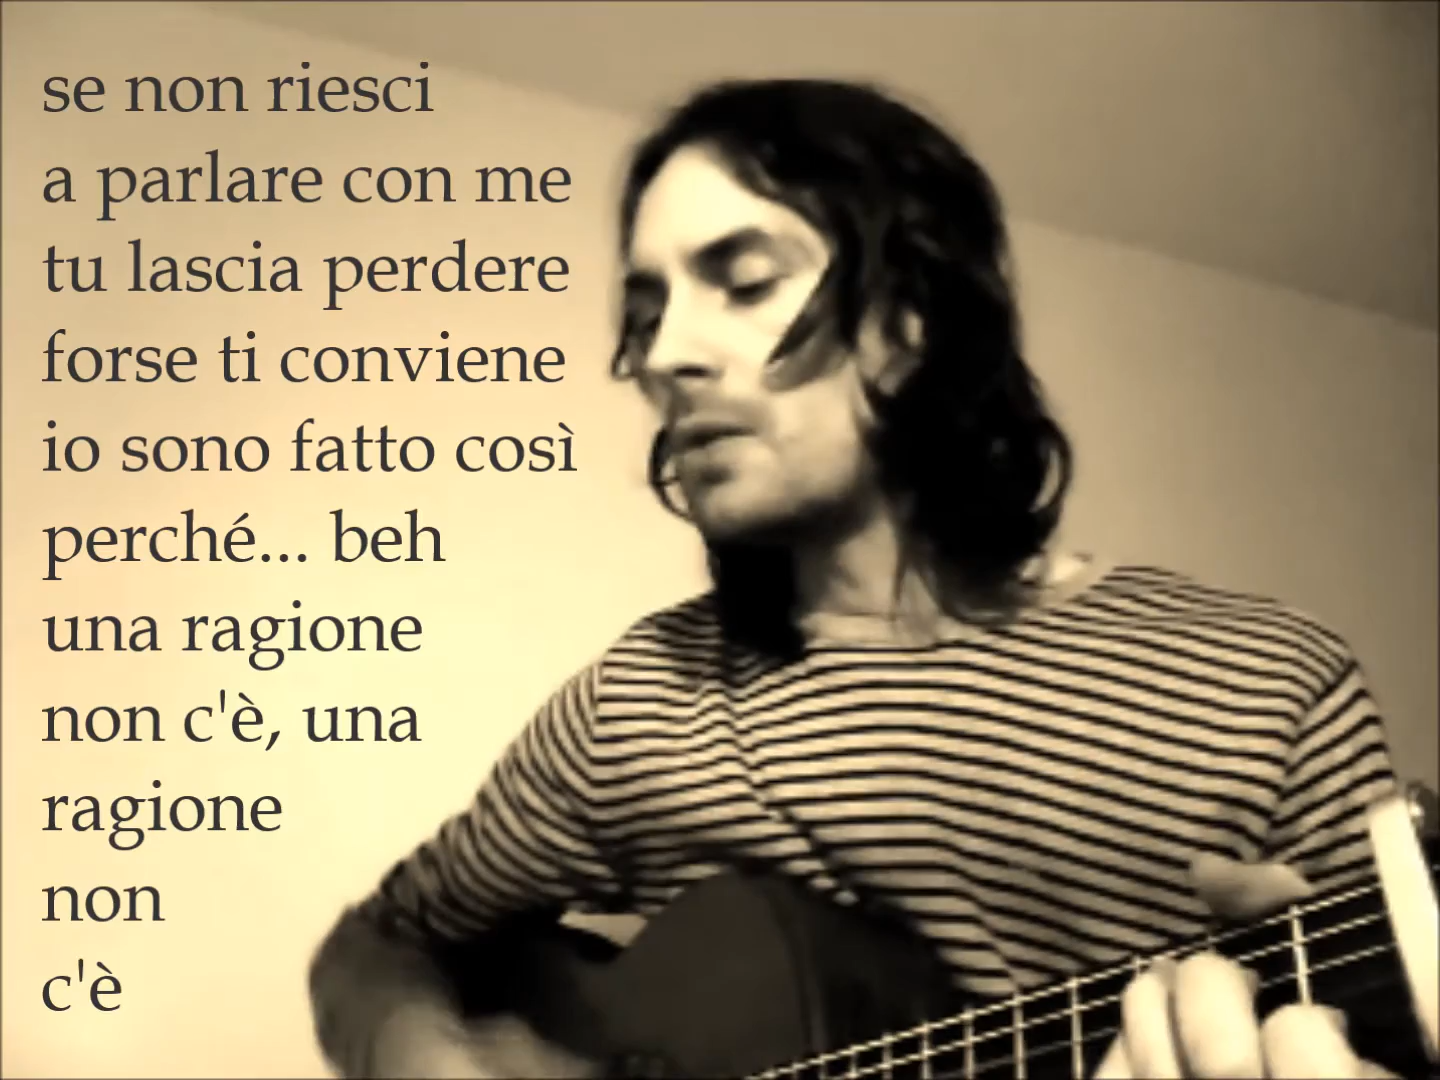 se non riesci
a parlare con me
tu lascia perdere
forse ti conviene
io sono fatto così
perché... beh
una ragione
non c'è, una
ragione
non
c'è